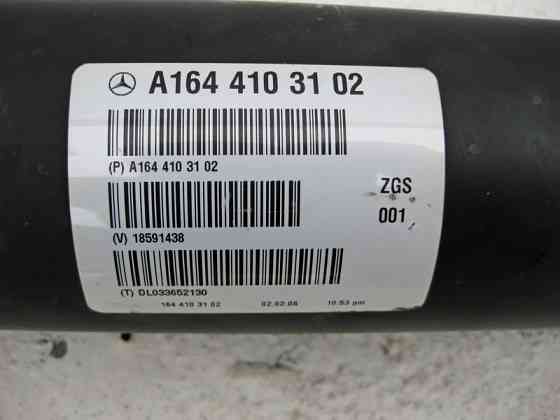 A164 410 31 02
(P) A164 410 31 02
ZGS
001
(V) 18591438
(T) DL033652130
164 410 31 02 02.02.06 10:53 pm